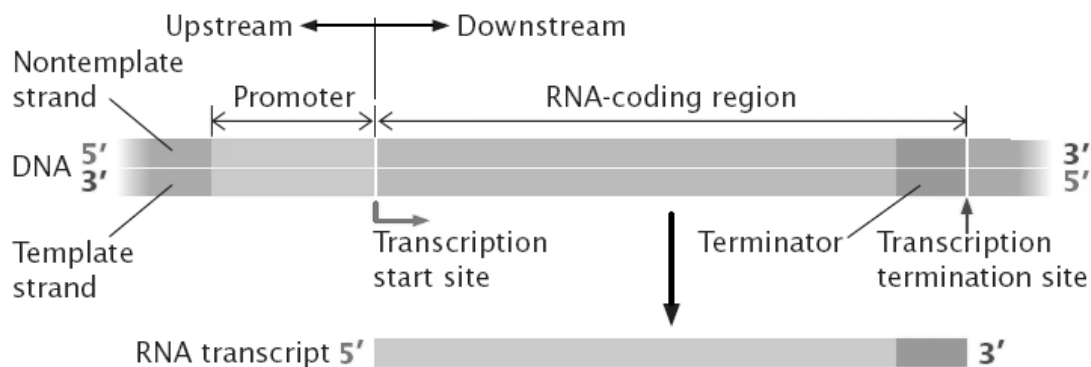 Upstream Downstream
Nontemplate
strand
Promoter RNA-coding region
DNA 5′ 3′
3′ 5′
Template
strand
Transcription
start site
Terminator
Transcription
termination site
RNA transcript 5′ 3′